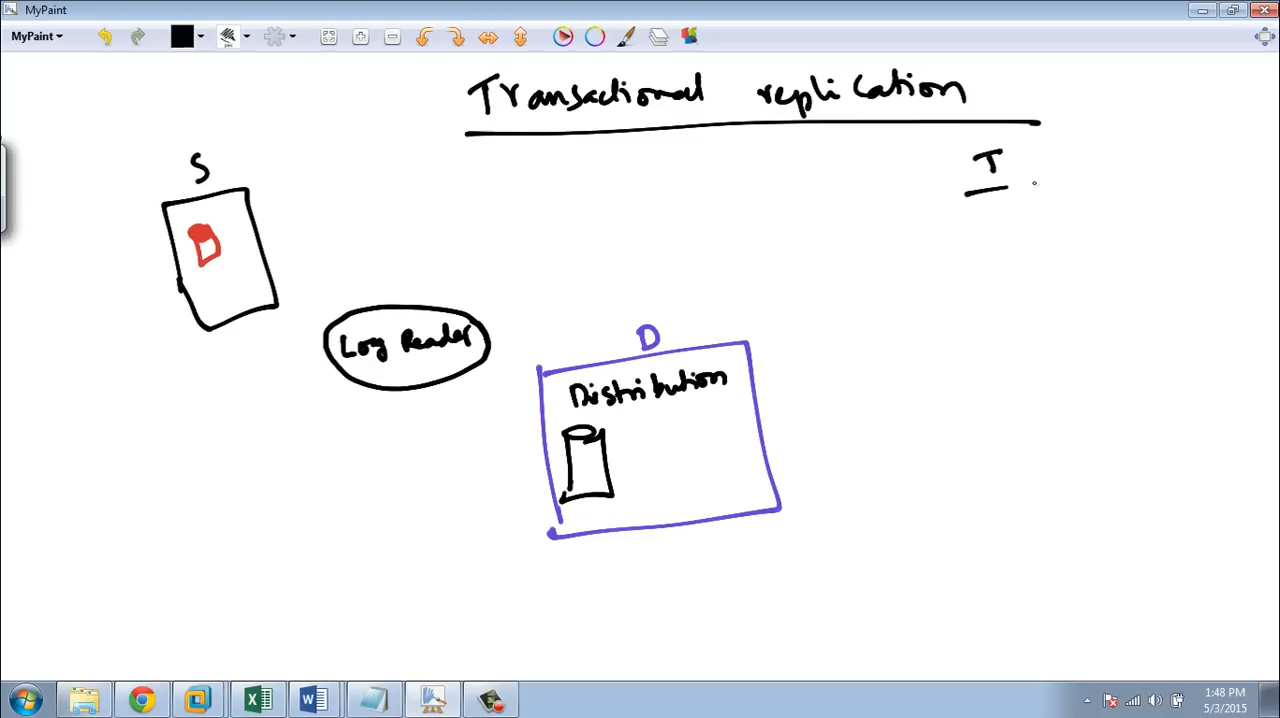 MyPaint
MyPaint
Transactional replication
S
T
Log Reader
D
Distribution
1:48 PM
5/3/2015